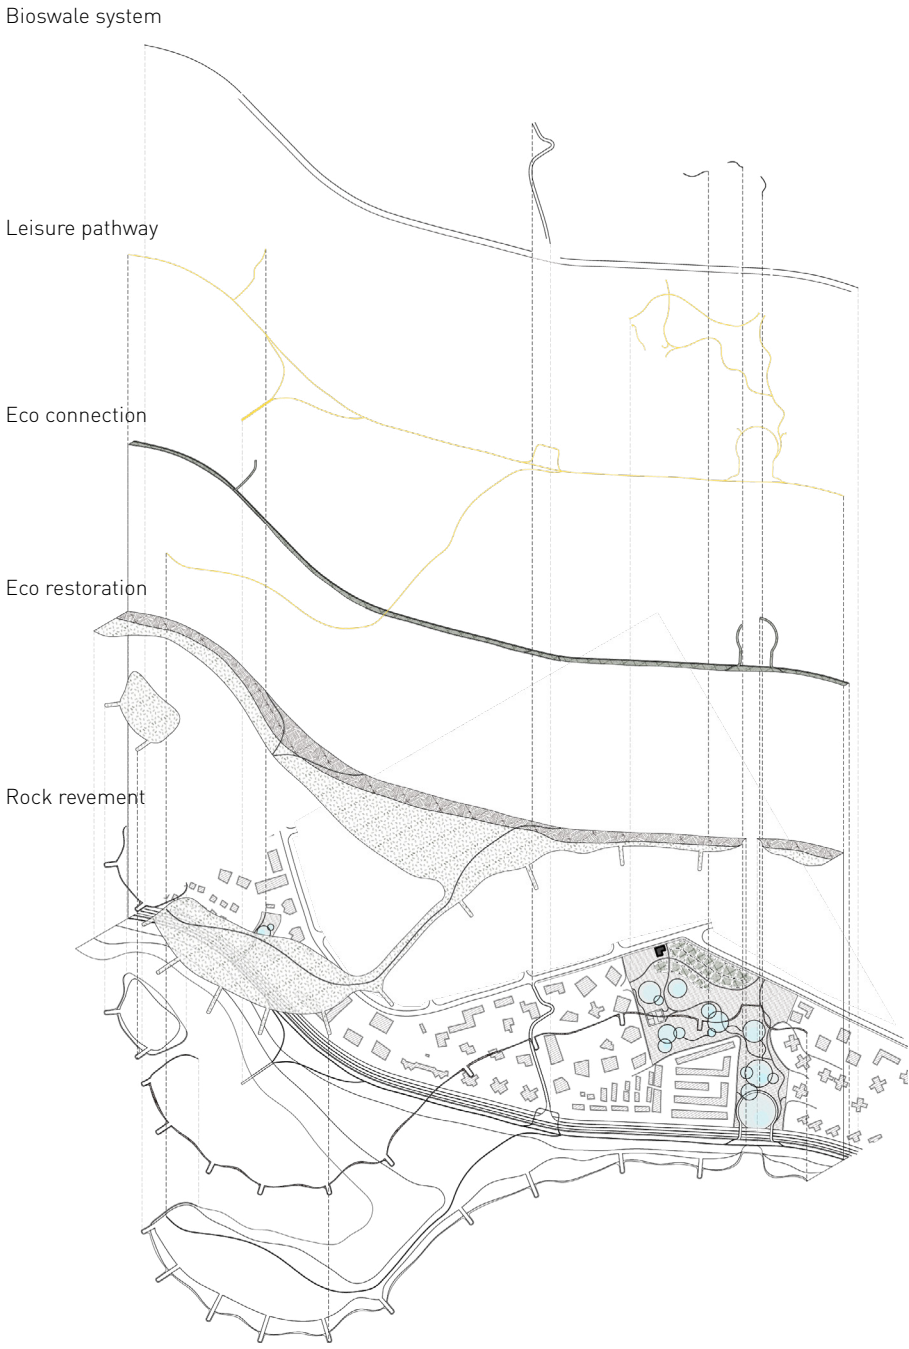 Bioswale system
Leisure pathway
Eco connection
Eco restoration
Rock revement